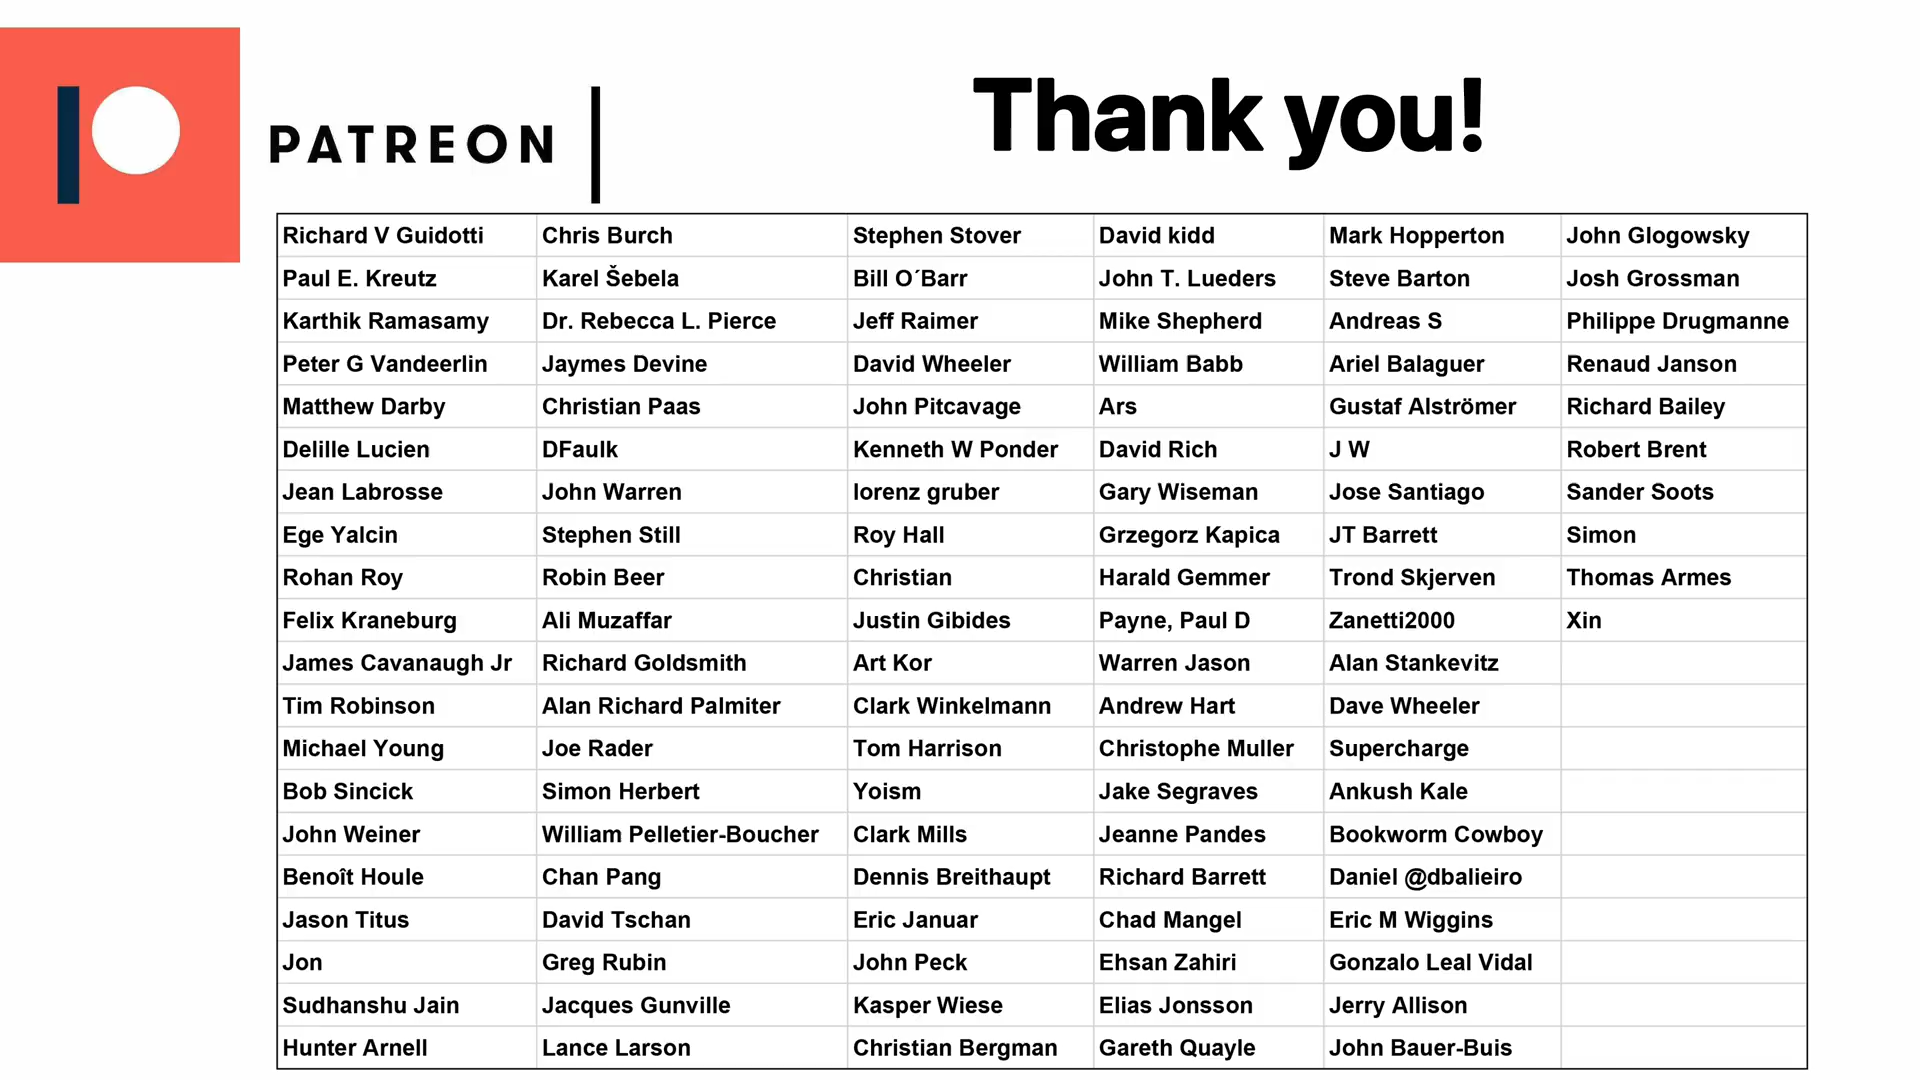 PATREON
Thank you!
Richard V Guidotti Chris Burch Stephen Stover David kidd Mark Hopperton John Glogowsky
Paul E. Kreutz Karel Šebela Bill O´Barr John T. Lueders Steve Barton Josh Grossman
Karthik Ramasamy Dr. Rebecca L. Pierce Jeff Raimer Mike Shepherd Andreas S Philippe Drugmanne
Peter G Vandeerlin Jaymes Devine David Wheeler William Babb Ariel Balaguer Renaud Janson
Matthew Darby Christian Paas John Pitcavage Ars Gustaf Alströmer Richard Bailey
Delille Lucien DFaulk Kenneth W Ponder David Rich J W Robert Brent
Jean Labrosse John Warren lorenz gruber Gary Wiseman Jose Santiago Sander Soots
Ege Yalcin Stephen Still Roy Hall Grzegorz Kapica JT Barrett Simon
Rohan Roy Robin Beer Christian Harald Gemmer Trond Skjerven Thomas Armes
Felix Kraneburg Ali Muzaffar Justin Gibides Payne, Paul D Zanetti2000 Xin
James Cavanaugh Jr Richard Goldsmith Art Kor Warren Jason Alan Stankevitz
Tim Robinson Alan Richard Palmiter Clark Winkelmann Andrew Hart Dave Wheeler
Michael Young Joe Rader Tom Harrison Christophe Muller Supercharge
Bob Sincick Simon Herbert Yoism Jake Segraves Ankush Kale
John Weiner William Pelletier-Boucher Clark Mills Jeanne Pandes Bookworm Cowboy
Benoît Houle Chan Pang Dennis Breithaupt Richard Barrett Daniel @dbalieiro
Jason Titus David Tschan Eric Januar Chad Mangel Eric M Wiggins
Jon Greg Rubin John Peck Ehsan Zahiri Gonzalo Leal Vidal
Sudhanshu Jain Jacques Gunville Kasper Wiese Elias Jonsson Jerry Allison
Hunter Arnell Lance Larson Christian Bergman Gareth Quayle John Bauer-Buis